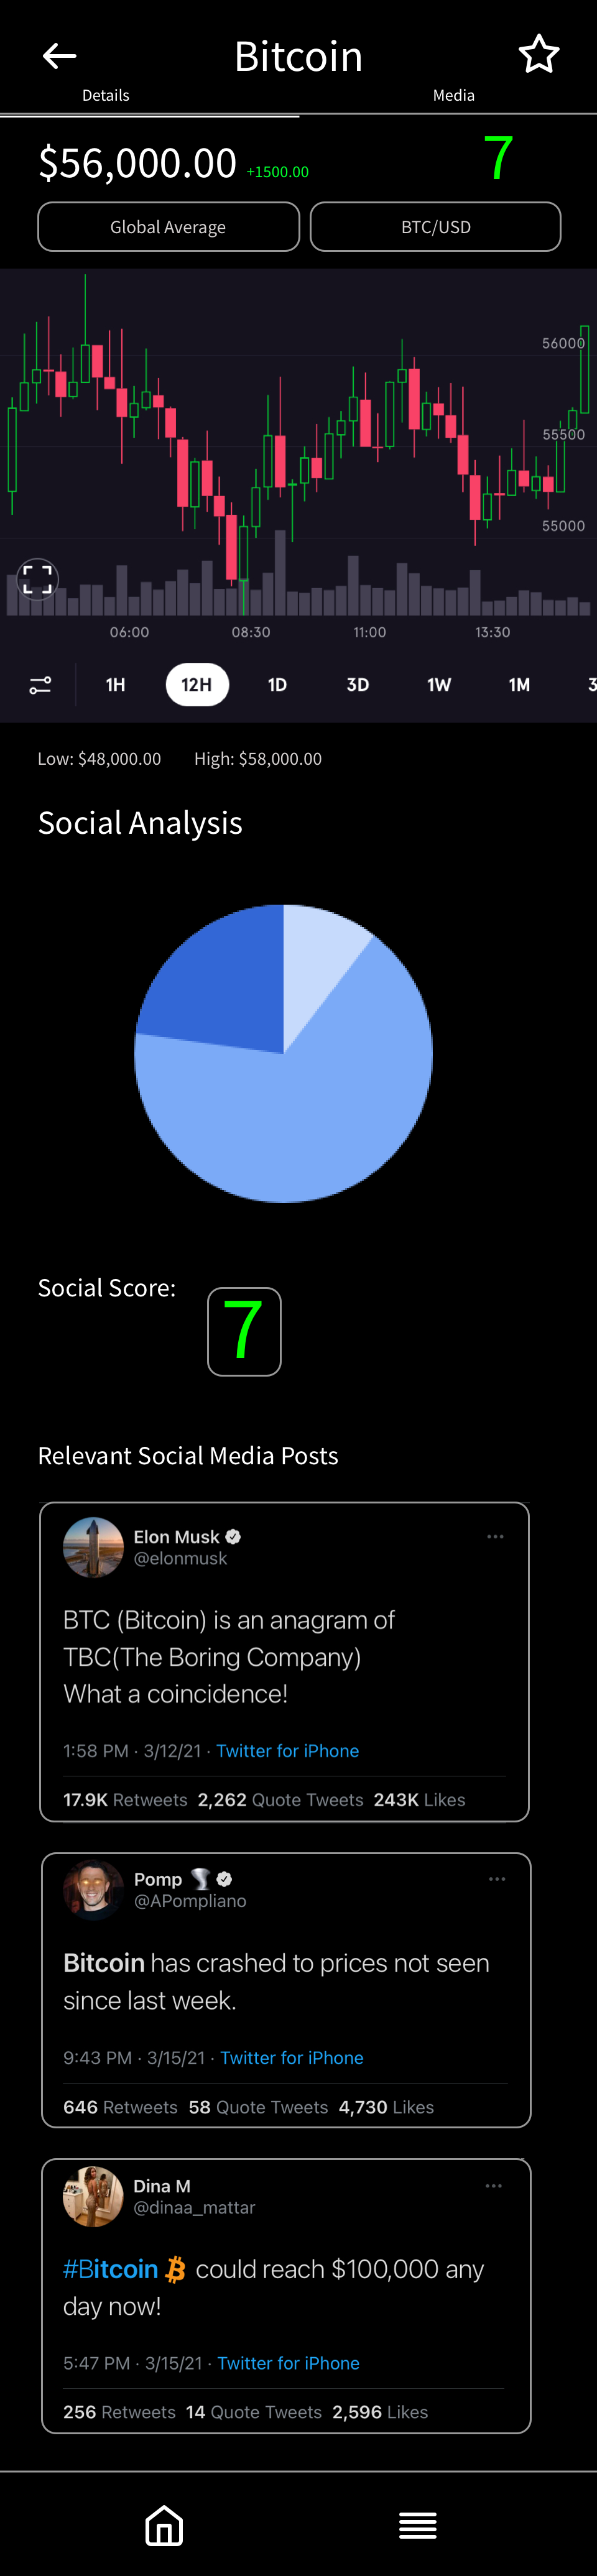 Bitcoin
Details Media
$56,000.00 +1500.00 7
Global Average BTC/USD
56000
55500
55000
06:00 08:30 11:00 13:30
1H 12H 1D 3D 1W 1M 3
Low: $48,000.00 High: $58,000.00
Social Analysis
Social Score: 7
Relevant Social Media Posts
Elon Musk
@elonmusk
BTC (Bitcoin) is an anagram of
TBC(The Boring Company)
What a coincidence!
1:58 PM · 3/12/21 · Twitter for iPhone
17.9K Retweets 2,262 Quote Tweets 243K Likes
Pomp
@APompliano
Bitcoin has crashed to prices not seen
since last week.
9:43 PM · 3/15/21 · Twitter for iPhone
646 Retweets 58 Quote Tweets 4,730 Likes
Dina M
@dinaa_mattar
#Bitcoin could reach $100,000 any
day now!
5:47 PM · 3/15/21 · Twitter for iPhone
256 Retweets 14 Quote Tweets 2,596 Likes